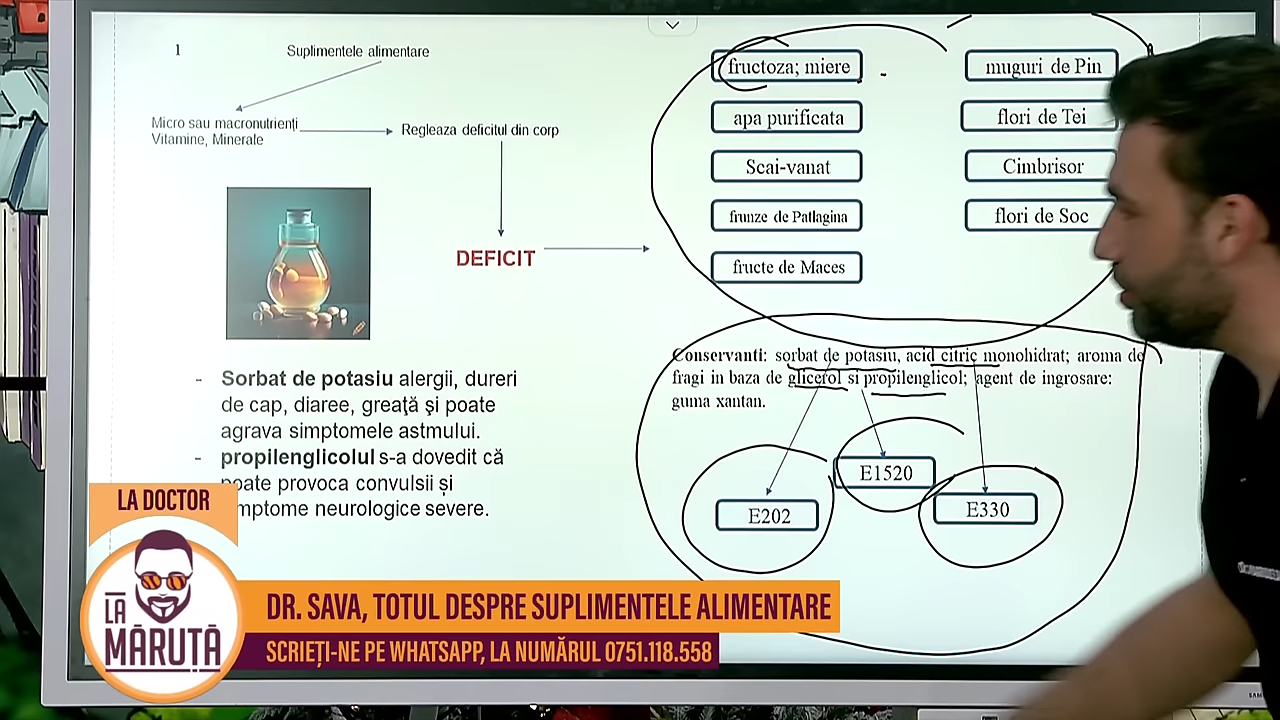 1
Suplimentele alimentare
Micro sau macronutrienți
Vitamine, Minerale
Regleaza deficitul din corp
DEFICIT
- Sorbat de potasiu alergii, dureri
de cap, diaree, greaţă şi poate
agrava simptomele astmului.
- propilenglicolul s-a dovedit că
poate provoca convulsii și
simptome neurologice severe.
fructoza; miere
apa purificata
Scai-vanat
frunze de Patlagina
fructe de Maces
muguri de Pin
flori de Tei
Cimbrisor
flori de Soc
Conservanti: sorbat de potasiu, acid citric monohidrat; aroma de
fragi in baza de glicerol si propilenglicol; agent de ingrosare:
guma xantan.
E202
E1520
E330
LA DOCTOR
LA
MĂRUȚĂ
DR. SAVA, TOTUL DESPRE SUPLIMENTELE ALIMENTARE
SCRIEȚI-NE PE WHATSAPP, LA NUMĂRUL 0751.118.558